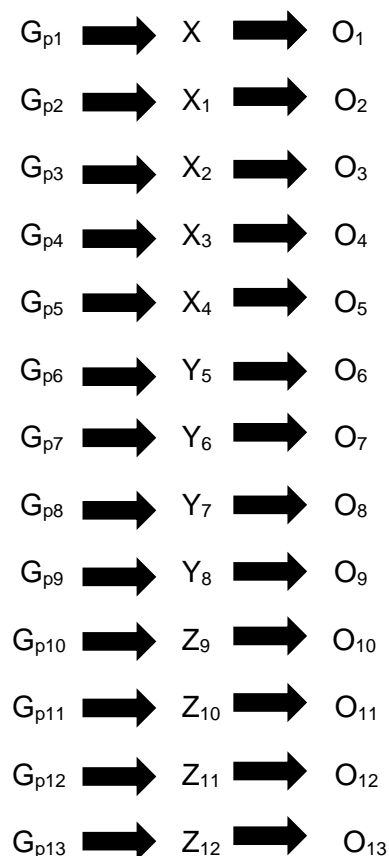 Gp1 X O1
Gp2 X1 O2
Gp3 X2 O3
Gp4 X3 O4
Gp5 X4 O5
Gp6 Y5 O6
Gp7 Y6 O7
Gp8 Y7 O8
Gp9 Y8 O9
Gp10 Z9 O10
Gp11 Z10 O11
Gp12 Z11 O12
Gp13 Z12 O13